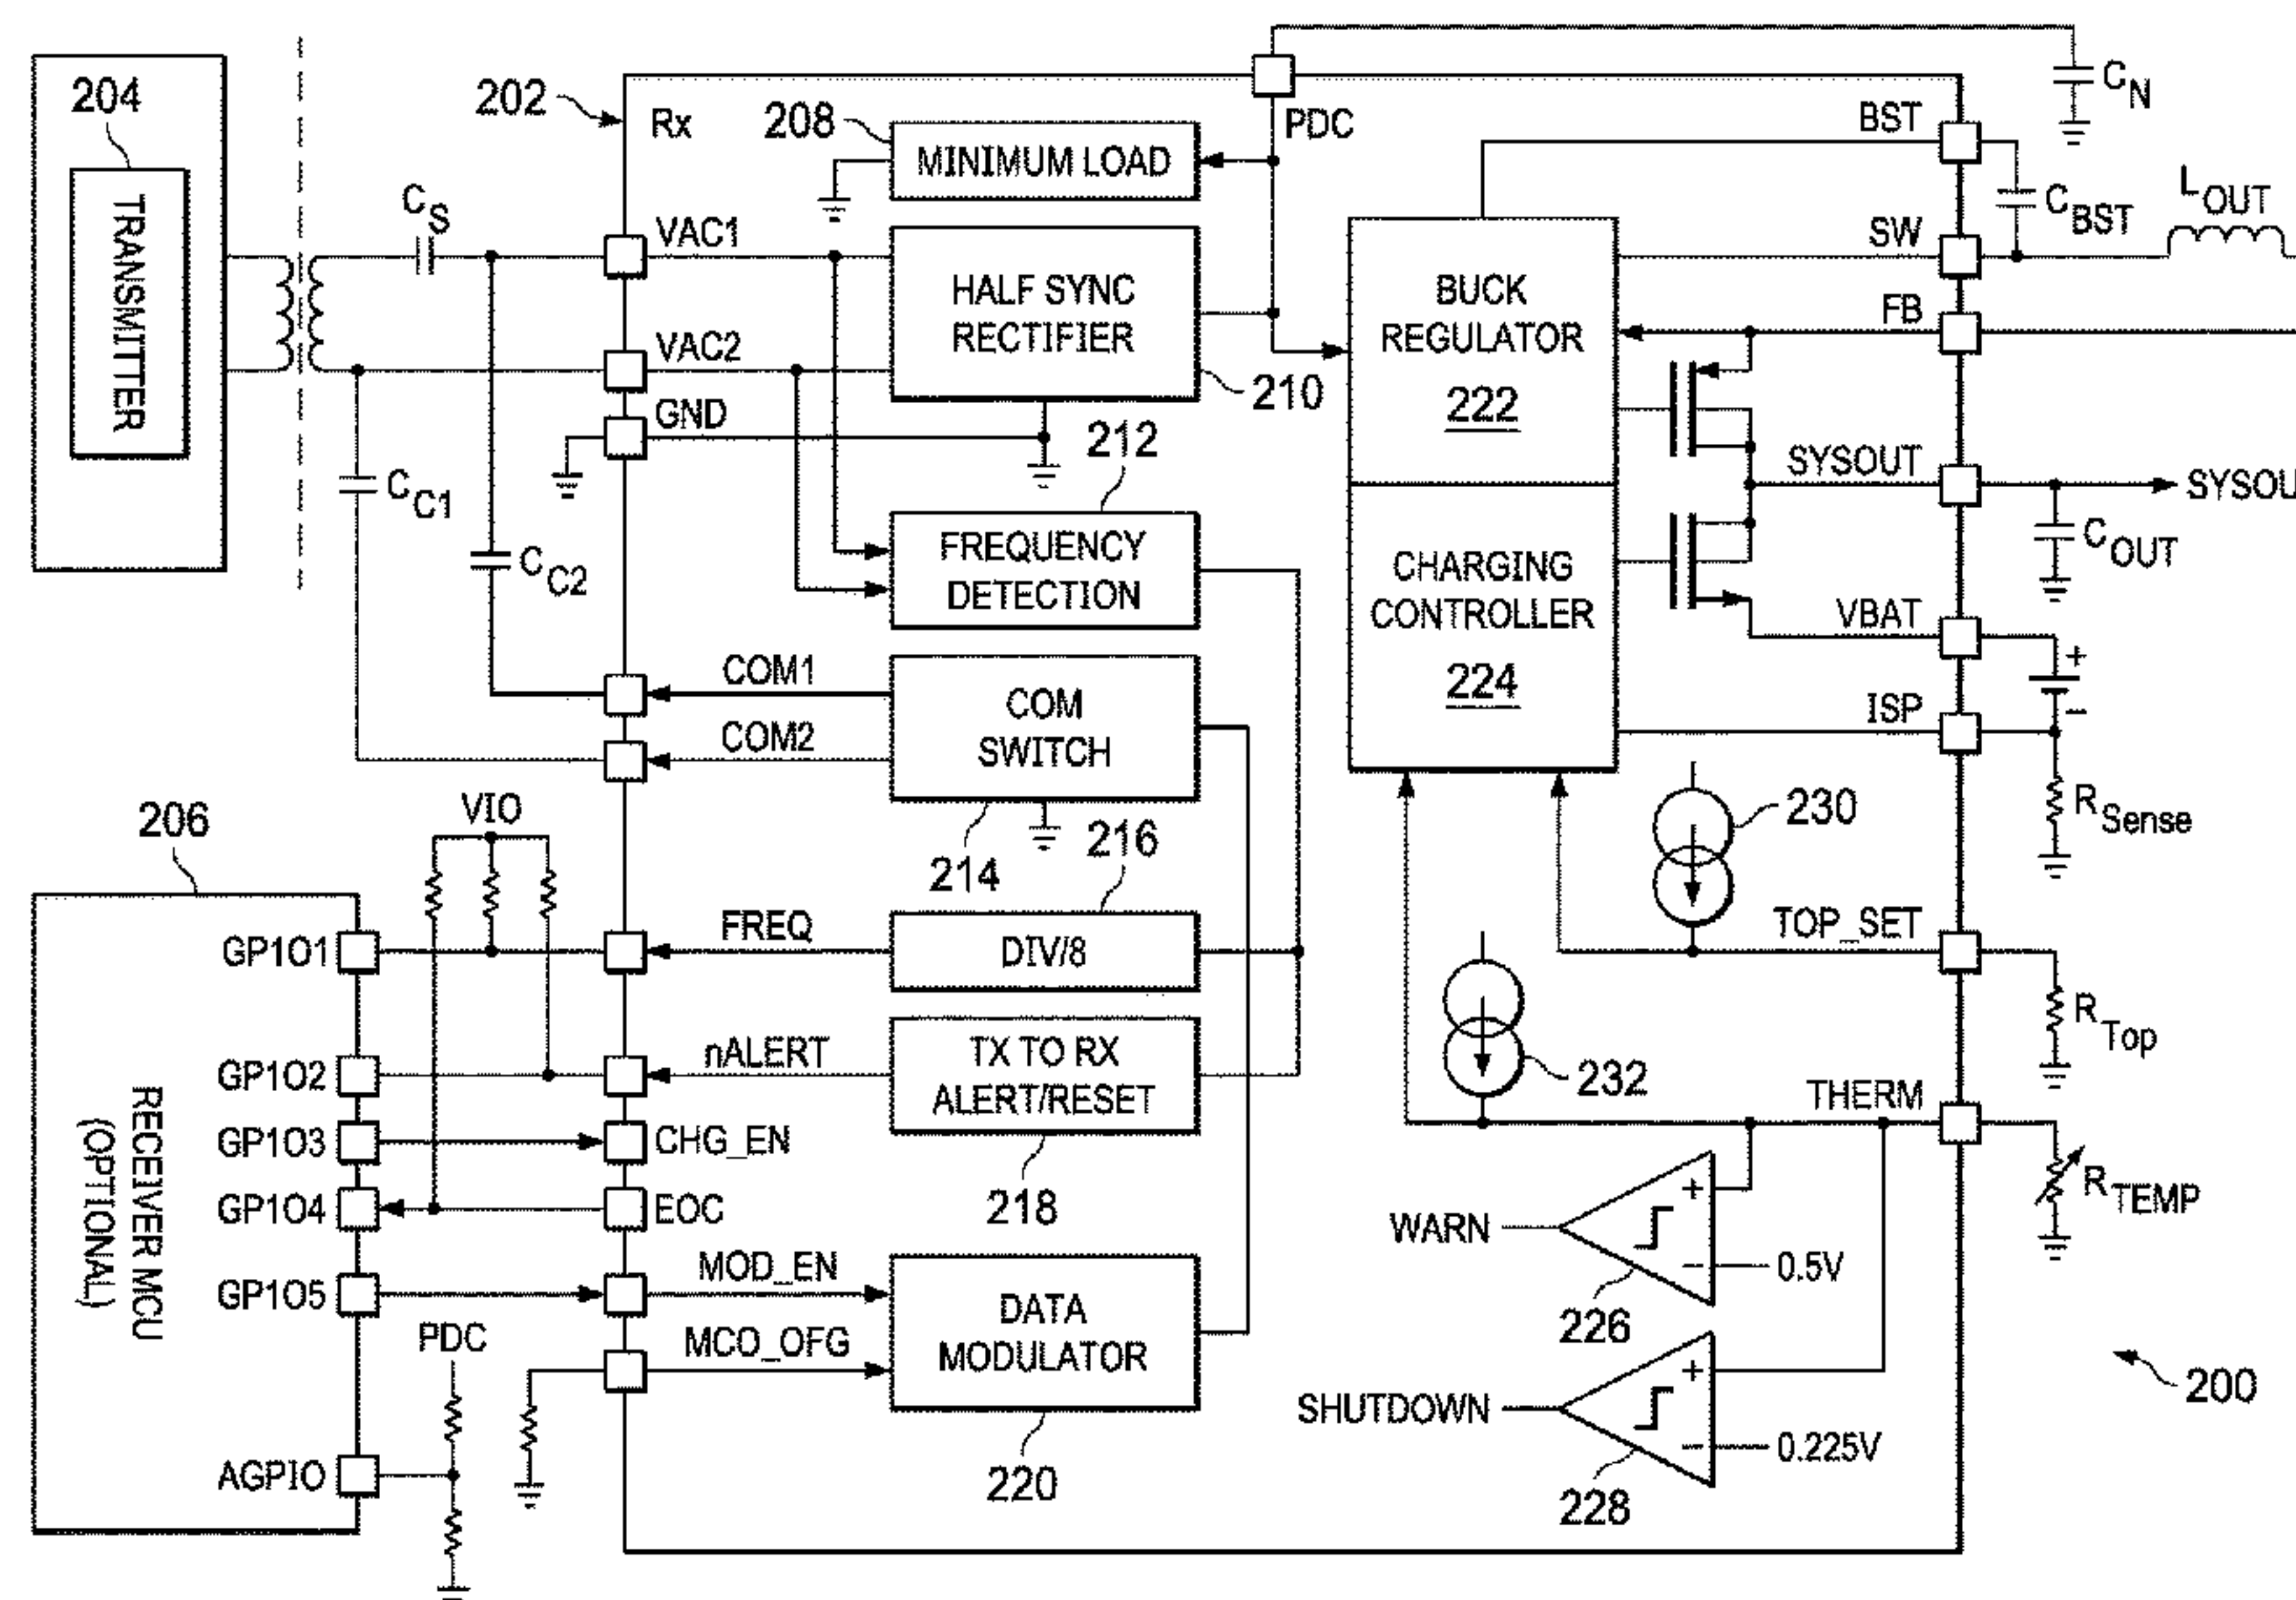 204
TRANSMITTER
C_S
C_C1
C_C2
202
Rx
208
MINIMUM LOAD
PDC
C_N
BST
C_BST
L_OUT
SW
VAC1
HALF SYNC
RECTIFIER
210
VAC2
GND
BUCK
REGULATOR
222
FB
SYSOUT
SYSOU
C_OUT
212
FREQUENCY
DETECTION
CHARGING
CONTROLLER
224
VBAT
+
−
ISP
R_Sense
COM1
COM2
COM
SWITCH
214
206
VIO
216
230
TOP_SET
R_Top
GP1O1
FREQ
DIV/8
232
GP1O2
nALERT
TX TO RX
ALERT/RESET
218
THERM
R_TEMP
RECEIVER MCU
(OPTIONAL)
GP1O3
CHG_EN
GP1O4
EOC
GP1O5
MOD_EN
MCO_OFG
DATA
MODULATOR
220
PDC
AGPIO
WARN
+
−
0.5V
226
SHUTDOWN
+
−
0.225V
228
200